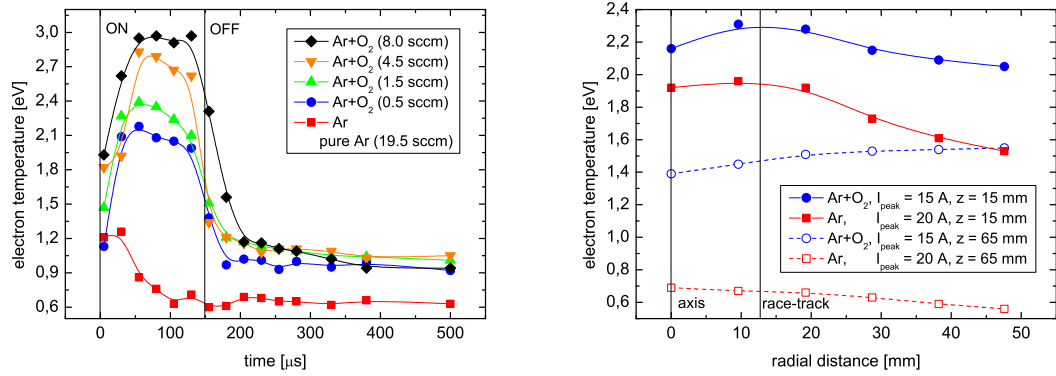 ON
OFF
Ar+O2 (8.0 sccm)
Ar+O2 (4.5 sccm)
Ar+O2 (1.5 sccm)
Ar+O2 (0.5 sccm)
Ar
pure Ar (19.5 sccm)
3,0
2,7
2,4
2,1
1,8
1,5
1,2
0,9
0,6
electron temperature [eV]
0
100
200
300
400
500
time [μs]
2,4
2,2
2,0
1,8
1,6
1,4
1,2
1,0
0,8
0,6
electron temperature [eV]
Ar+O2, Ipeak = 15 A, z = 15 mm
Ar, Ipeak = 20 A, z = 15 mm
Ar+O2, Ipeak = 15 A, z = 65 mm
Ar, Ipeak = 20 A, z = 65 mm
axis
race-track
0
10
20
30
40
50
radial distance [mm]